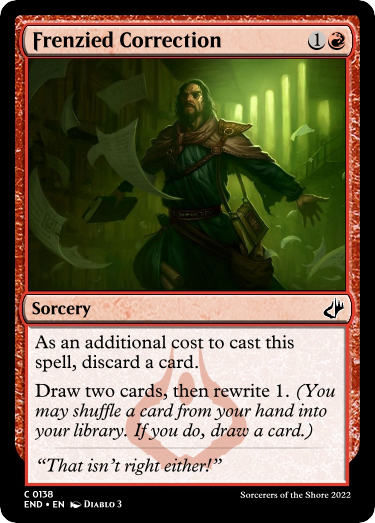 Frenzied Correction 1
Sorcery
As an additional cost to cast this
spell, discard a card.
Draw two cards, then rewrite 1. (You
may shuffle a card from your hand into
your library. If you do, draw a card.)
“That isn’t right either!”
C 0138
END • EN Diablo 3
Sorcerers of the Shore 2022